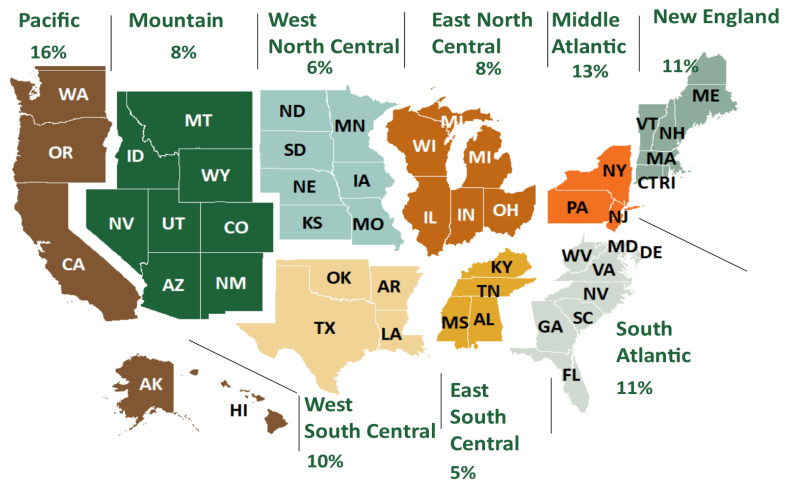 Pacific
16%
Mountain
8%
West
North Central
6%
East North
Central
8%
Middle
Atlantic
13%
New England
11%
WA
OR
CA
AK
HI
MT
ID
WY
NV
UT
CO
AZ
NM
ND
SD
NE
KS
MN
IA
MO
WI
MI
MI
IL
IN
OH
NY
PA
NJ
ME
VT
NH
MA
CTRI
OK
AR
TX
LA
KY
TN
MS
AL
WV
MD
DE
VA
NV
SC
GA
FL
South
Atlantic
11%
West
South Central
10%
East
South
Central
5%